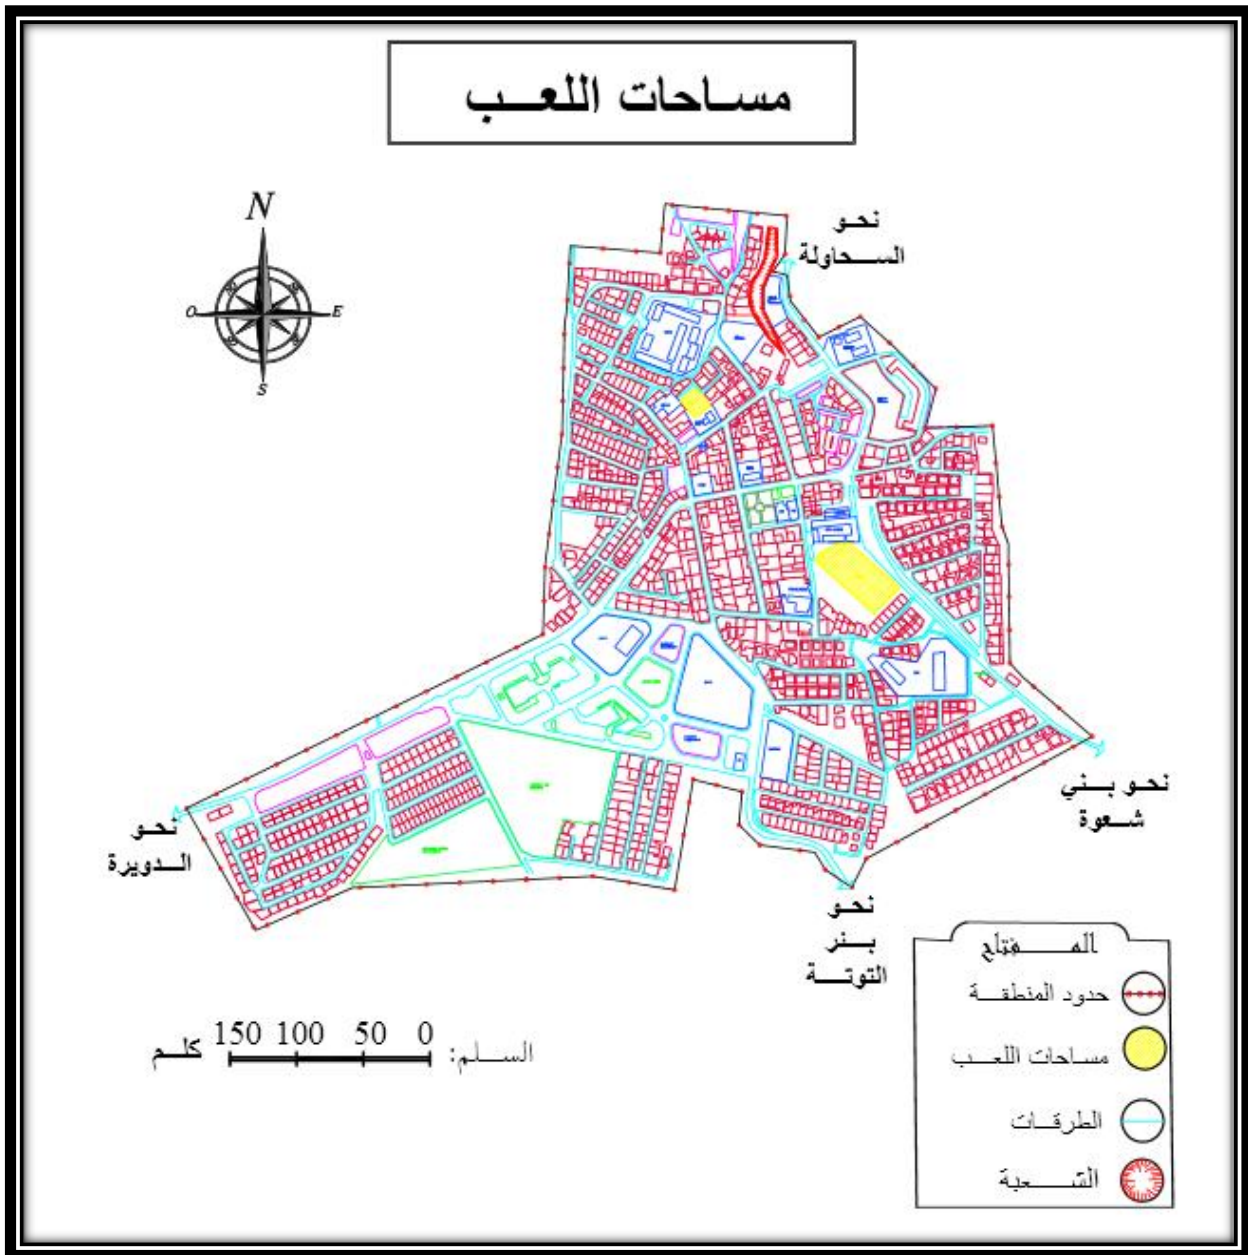 مساحات اللعب
N
O
E
S
نحو
السحاولة
نحو
الدويرة
نحو بني
شعوة
نحو
بئر
التوتة
المفتاح
حدود المنطقة
مساحات اللعب
الطرقات
الشعبة
السلم: 0 50 100 150 كلم